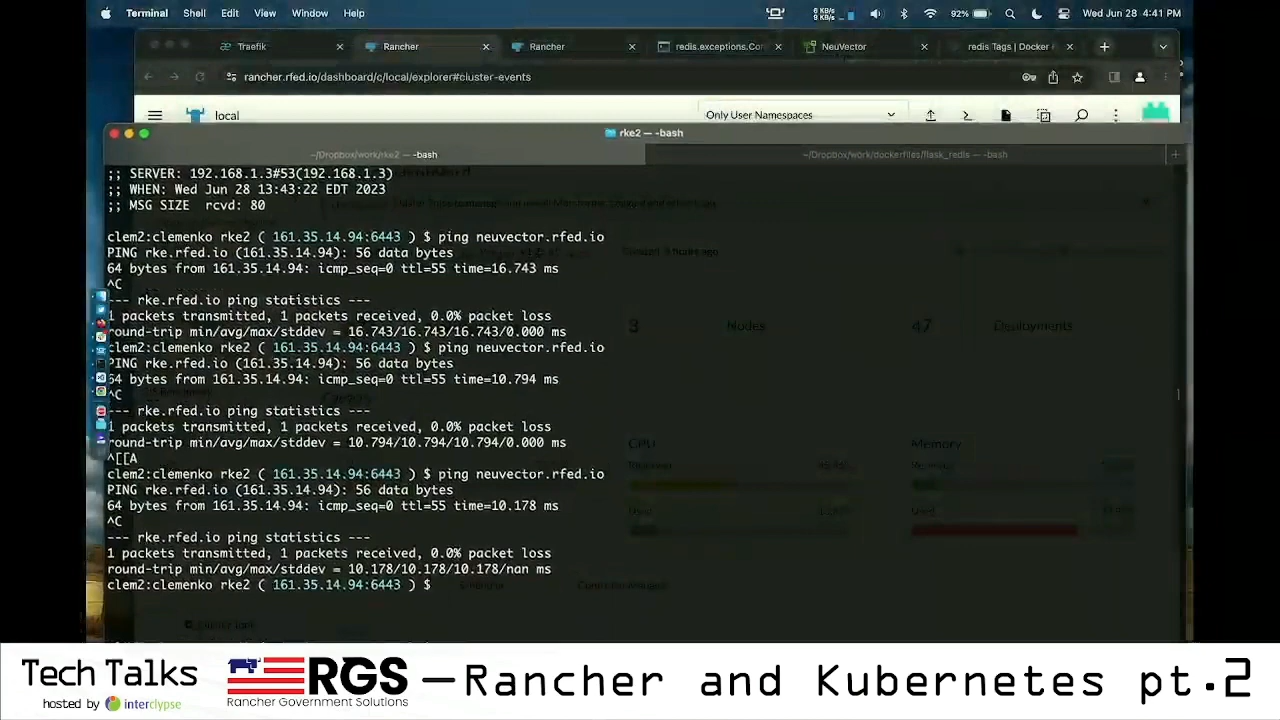 Terminal Shell Edit View Window Help 92% Wed Jun 28 4:41 PM
Traefik Rancher Rancher redis.exceptions.Cor NeuVector redis Tags | Docker
rancher.rfed.io/dashboard/c/local/explorer#cluster-events
local Only User Namespaces
rke2 — -bash
~/Dropbox/work/rke2 — -bash ~/Dropbox/work/dockerfiles/flask_redis — -bash
;; SERVER: 192.168.1.3#53(192.168.1.3)
;; WHEN: Wed Jun 28 13:43:22 EDT 2023
;; MSG SIZE rcvd: 80
clem2:clemenko rke2 ( 161.35.14.94:6443 ) $ ping neuvector.rfed.io
PING rke.rfed.io (161.35.14.94): 56 data bytes
64 bytes from 161.35.14.94: icmp_seq=0 ttl=55 time=16.743 ms
^C
--- rke.rfed.io ping statistics ---
1 packets transmitted, 1 packets received, 0.0% packet loss
round-trip min/avg/max/stddev = 16.743/16.743/16.743/0.000 ms
clem2:clemenko rke2 ( 161.35.14.94:6443 ) $ ping neuvector.rfed.io
PING rke.rfed.io (161.35.14.94): 56 data bytes
64 bytes from 161.35.14.94: icmp_seq=0 ttl=55 time=10.794 ms
^C
--- rke.rfed.io ping statistics ---
1 packets transmitted, 1 packets received, 0.0% packet loss
round-trip min/avg/max/stddev = 10.794/10.794/10.794/0.000 ms
^[[A
clem2:clemenko rke2 ( 161.35.14.94:6443 ) $ ping neuvector.rfed.io
PING rke.rfed.io (161.35.14.94): 56 data bytes
64 bytes from 161.35.14.94: icmp_seq=0 ttl=55 time=10.178 ms
^C
--- rke.rfed.io ping statistics ---
1 packets transmitted, 1 packets received, 0.0% packet loss
round-trip min/avg/max/stddev = 10.178/10.178/10.178/nan ms
clem2:clemenko rke2 ( 161.35.14.94:6443 ) $
3 Nodes 47 Deployments
CPU Memory
Tech Talks
hosted by interclypse
RGS
Rancher Government Solutions
—Rancher and Kubernetes pt.2